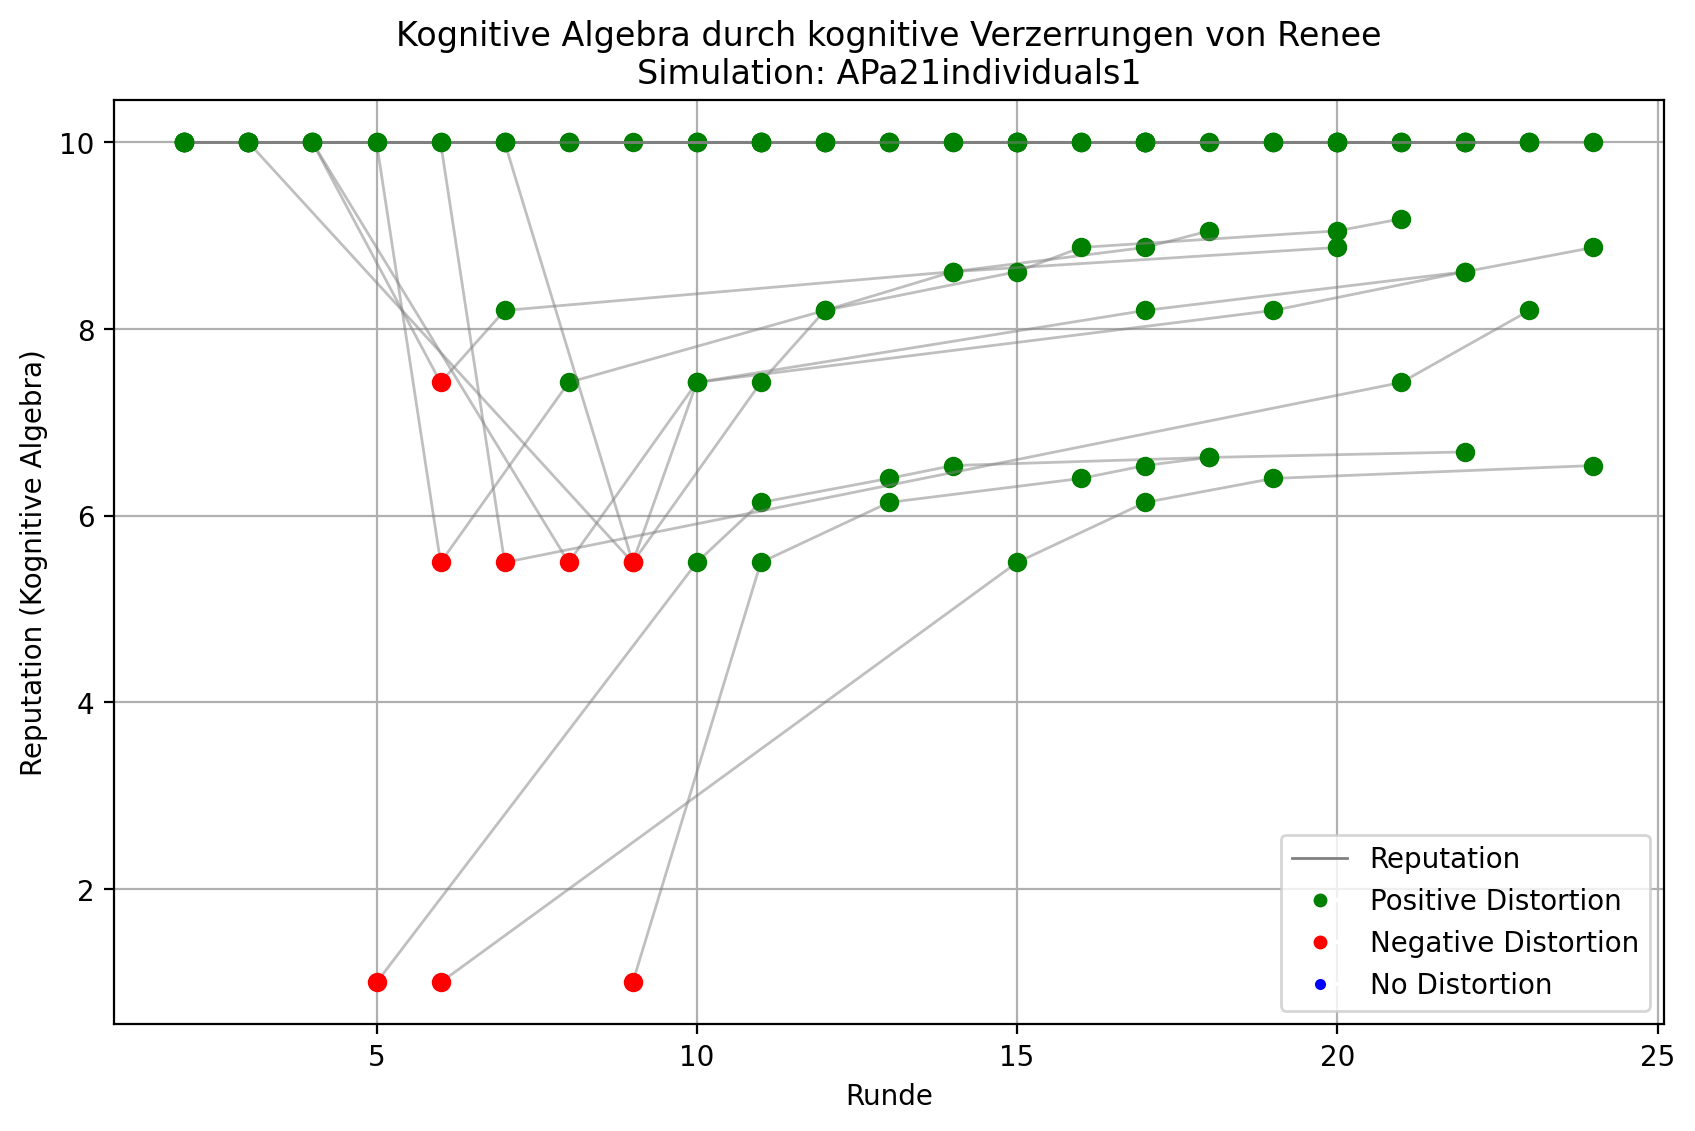 Kognitive Algebra durch kognitive Verzerrungen von Renee
Simulation: APa21individuals1
Reputation (Kognitive Algebra)
10
8
6
4
2
5
10
15
20
25
Runde
Reputation
Positive Distortion
Negative Distortion
No Distortion